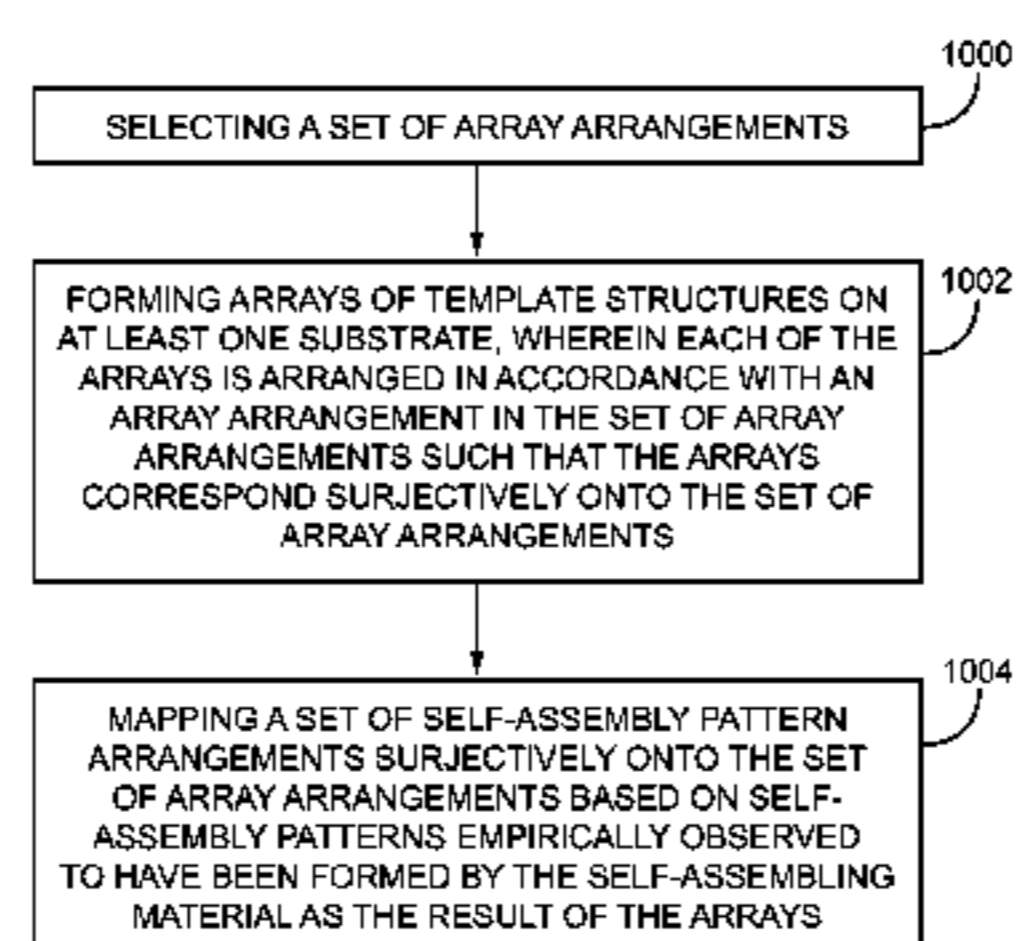 1000
SELECTING A SET OF ARRAY ARRANGEMENTS
1002
FORMING ARRAYS OF TEMPLATE STRUCTURES ON
AT LEAST ONE SUBSTRATE, WHEREIN EACH OF THE
ARRAYS IS ARRANGED IN ACCORDANCE WITH AN
ARRAY ARRANGEMENT IN THE SET OF ARRAY
ARRANGEMENTS SUCH THAT THE ARRAYS
CORRESPOND SURJECTIVELY ONTO THE SET OF
ARRAY ARRANGEMENTS
1004
MAPPING A SET OF SELF-ASSEMBLY PATTERN
ARRANGEMENTS SURJECTIVELY ONTO THE SET
OF ARRAY ARRANGEMENTS BASED ON SELF-
ASSEMBLY PATTERNS EMPIRICALLY OBSERVED
TO HAVE BEEN FORMED BY THE SELF-ASSEMBLING
MATERIAL AS THE RESULT OF THE ARRAYS